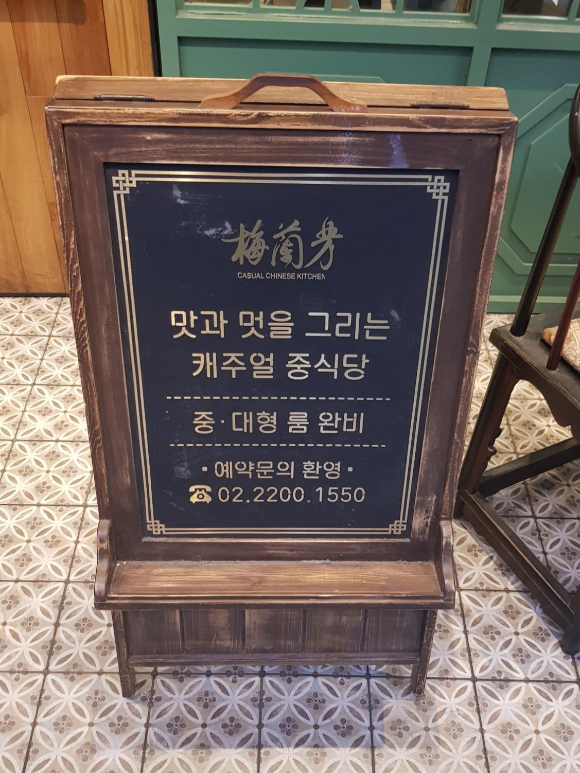 梅蘭芳
CASUAL CHINESE KITCHEN
맛과 멋을 그리는
캐주얼 중식당
중·대형 룸 완비
·예약문의 환영·
☎02.2200.1550